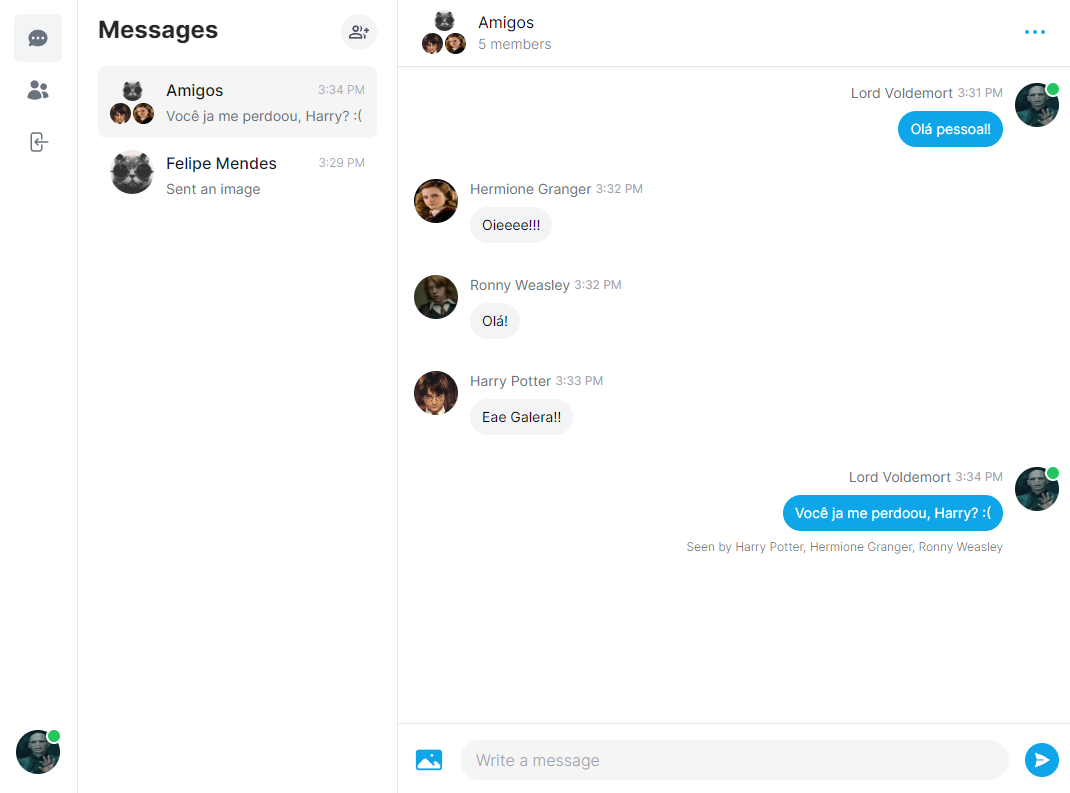 Messages
Amigos 3:34 PM
Você ja me perdoou, Harry? :(
Felipe Mendes 3:29 PM
Sent an image
Amigos
5 members
Lord Voldemort 3:31 PM
Olá pessoal!
Hermione Granger 3:32 PM
Oieeee!!!
Ronny Weasley 3:32 PM
Olá!
Harry Potter 3:33 PM
Eae Galera!!
Lord Voldemort 3:34 PM
Você ja me perdoou, Harry? :(
Seen by Harry Potter, Hermione Granger, Ronny Weasley
Write a message